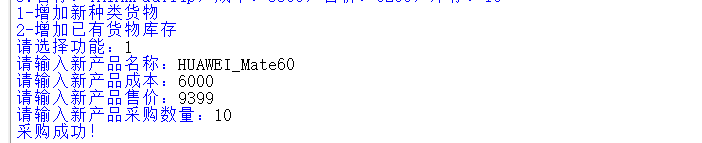 1-增加新种类货物
2-增加已有货物库存
请选择功能：1
请输入新产品名称：HUAWEI_Mate60
请输入新产品成本：6000
请输入新产品售价：9399
请输入新产品采购数量：10
采购成功！